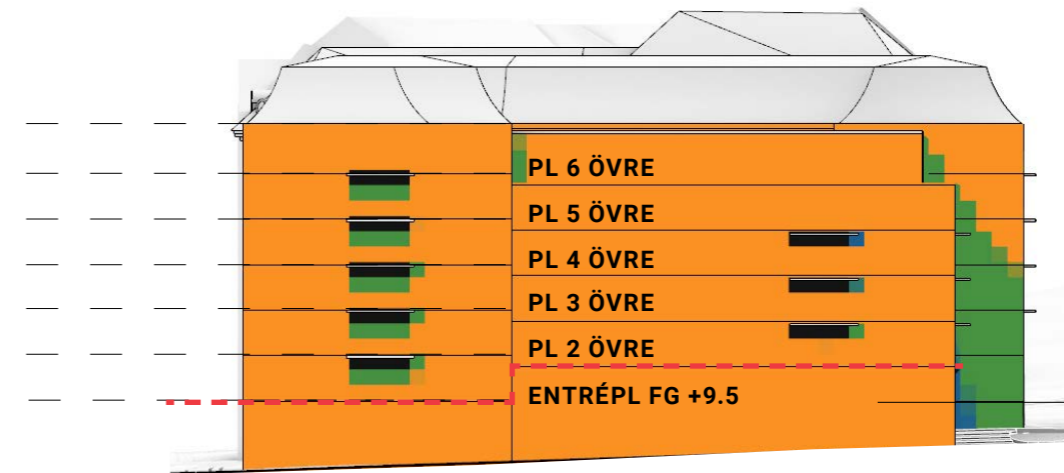 PL 6 ÖVRE
PL 5 ÖVRE
PL 4 ÖVRE
PL 3 ÖVRE
PL 2 ÖVRE
ENTRÉPL FG +9.5